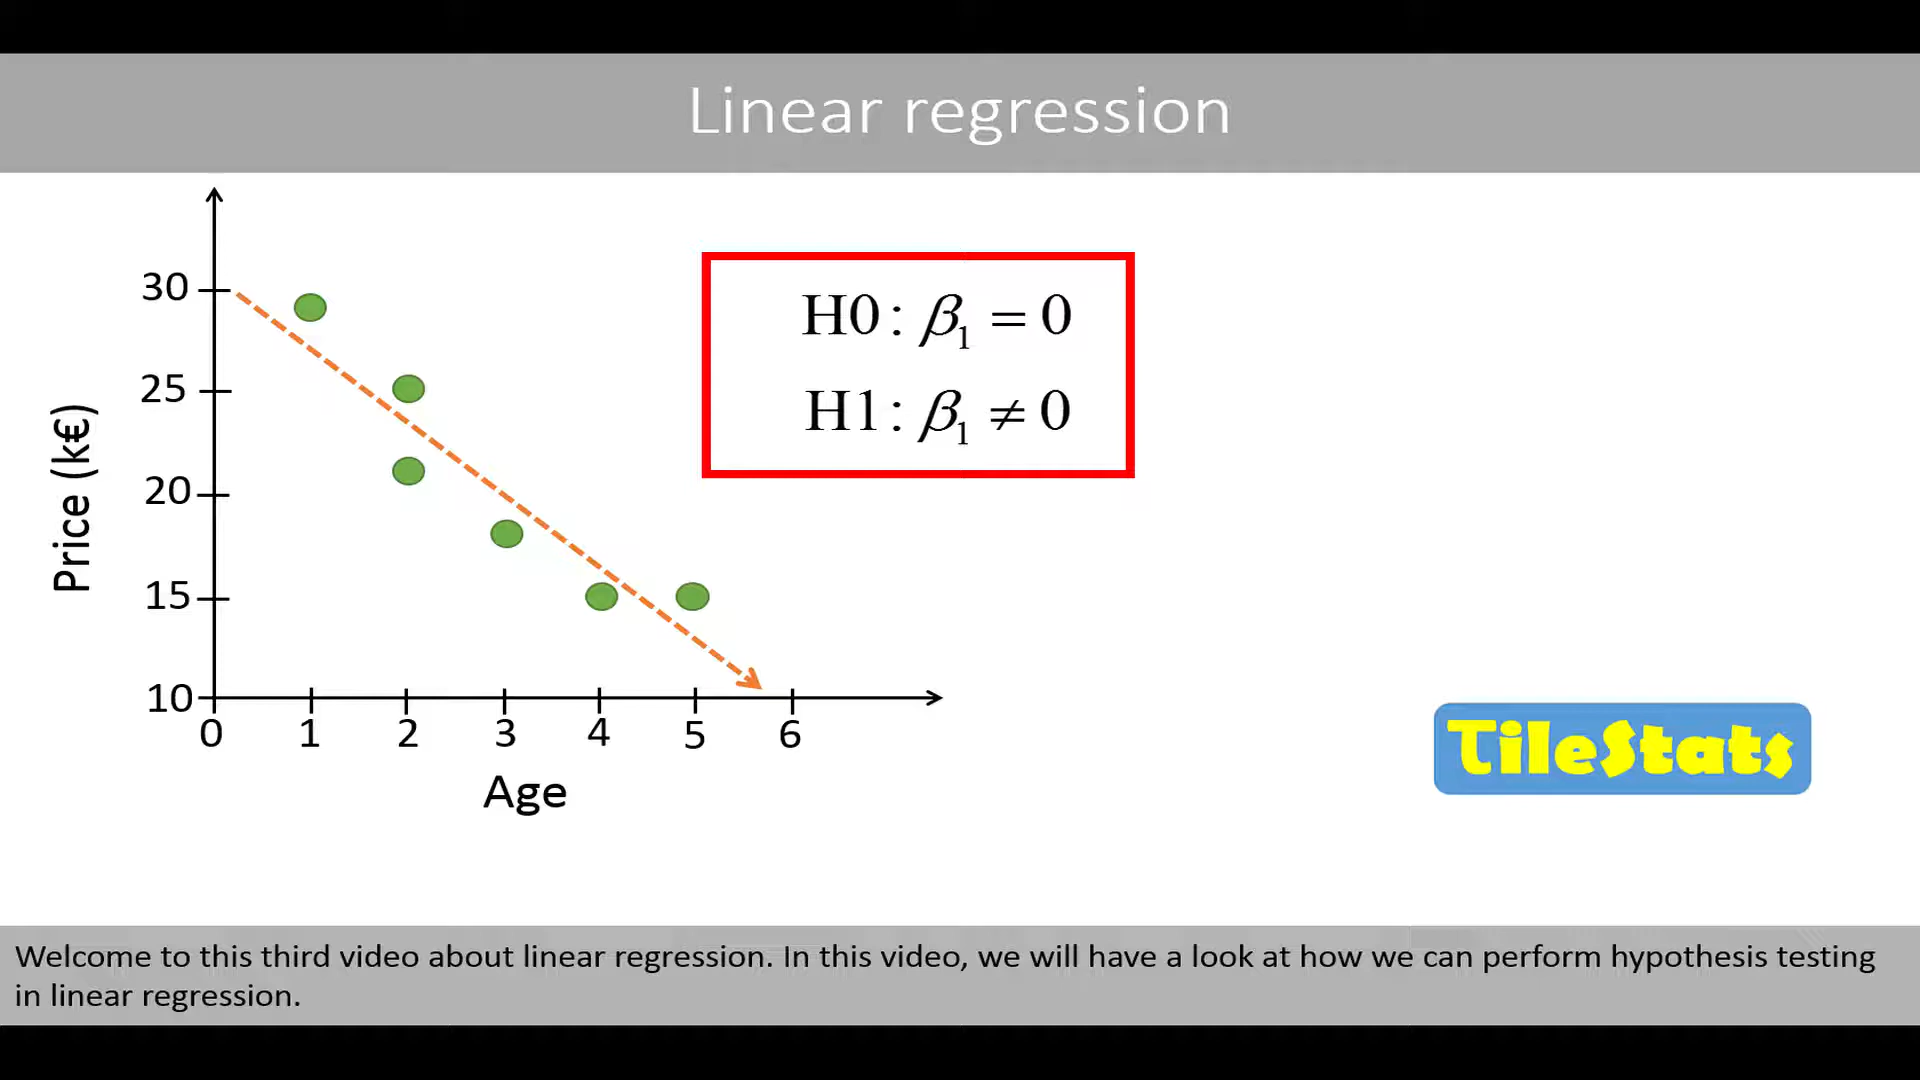 Linear regression
30
25
20
15
10
Price (k€)
0 1 2 3 4 5 6
Age
H0: β₁ = 0
H1: β₁ ≠ 0
TileStats
Welcome to this third video about linear regression. In this video, we will have a look at how we can perform hypothesis testing
in linear regression.